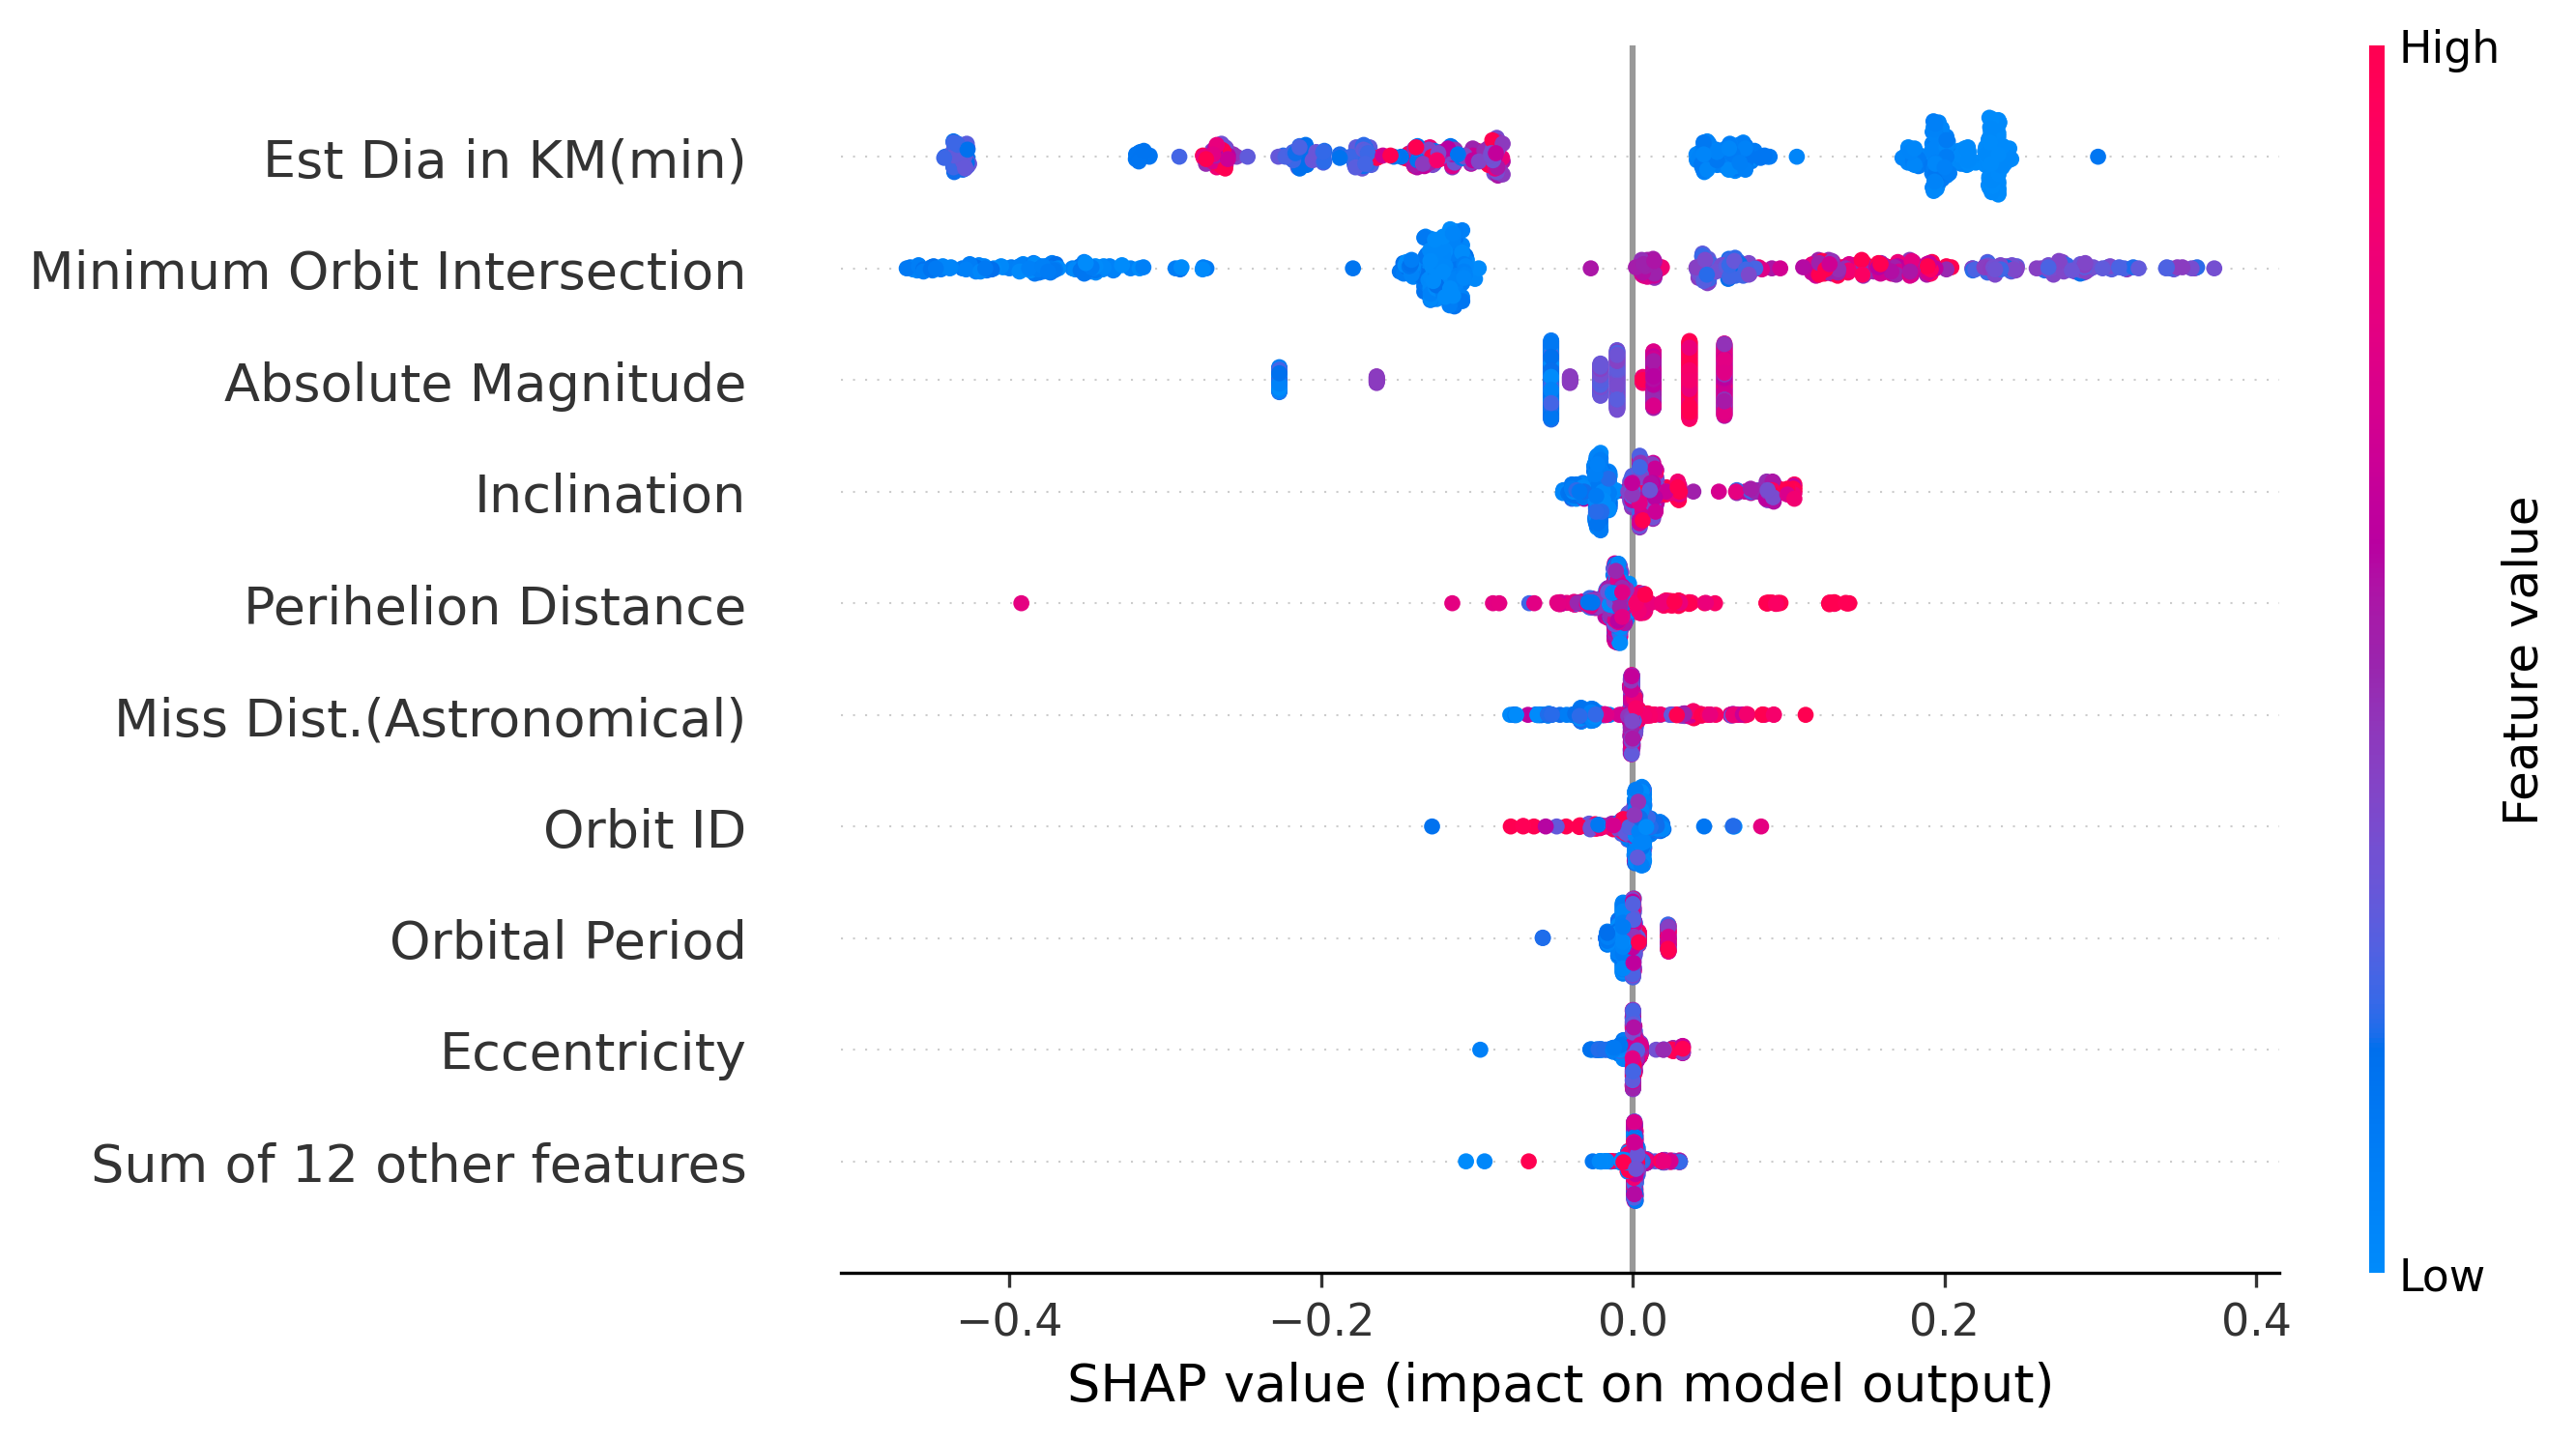 High
Est Dia in KM(min)
Minimum Orbit Intersection
Absolute Magnitude
Inclination
Perihelion Distance
Miss Dist.(Astronomical)
Orbit ID
Orbital Period
Eccentricity
Sum of 12 other features
Feature value
Low
−0.4 −0.2 0.0 0.2 0.4
SHAP value (impact on model output)